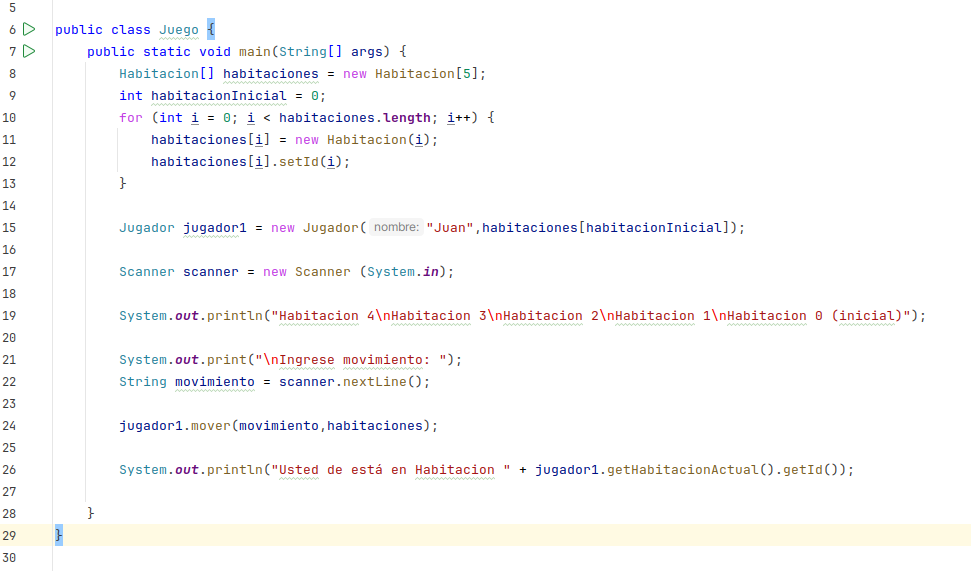 5
6 public class Juego {
7 public static void main(String[] args) {
8 Habitacion[] habitaciones = new Habitacion[5];
9 int habitacionInicial = 0;
10 for (int i = 0; i < habitaciones.length; i++) {
11 habitaciones[i] = new Habitacion(i);
12 habitaciones[i].setId(i);
13 }
14
15 Jugador jugador1 = new Jugador( nombre: "Juan",habitaciones[habitacionInicial]);
16
17 Scanner scanner = new Scanner (System.in);
18
19 System.out.println("Habitacion 4\nHabitacion 3\nHabitacion 2\nHabitacion 1\nHabitacion 0 (inicial)");
20
21 System.out.print("\nIngrese movimiento: ");
22 String movimiento = scanner.nextLine();
23
24 jugador1.mover(movimiento,habitaciones);
25
26 System.out.println("Usted de está en Habitacion " + jugador1.getHabitacionActual().getId());
27
28 }
29 }
30